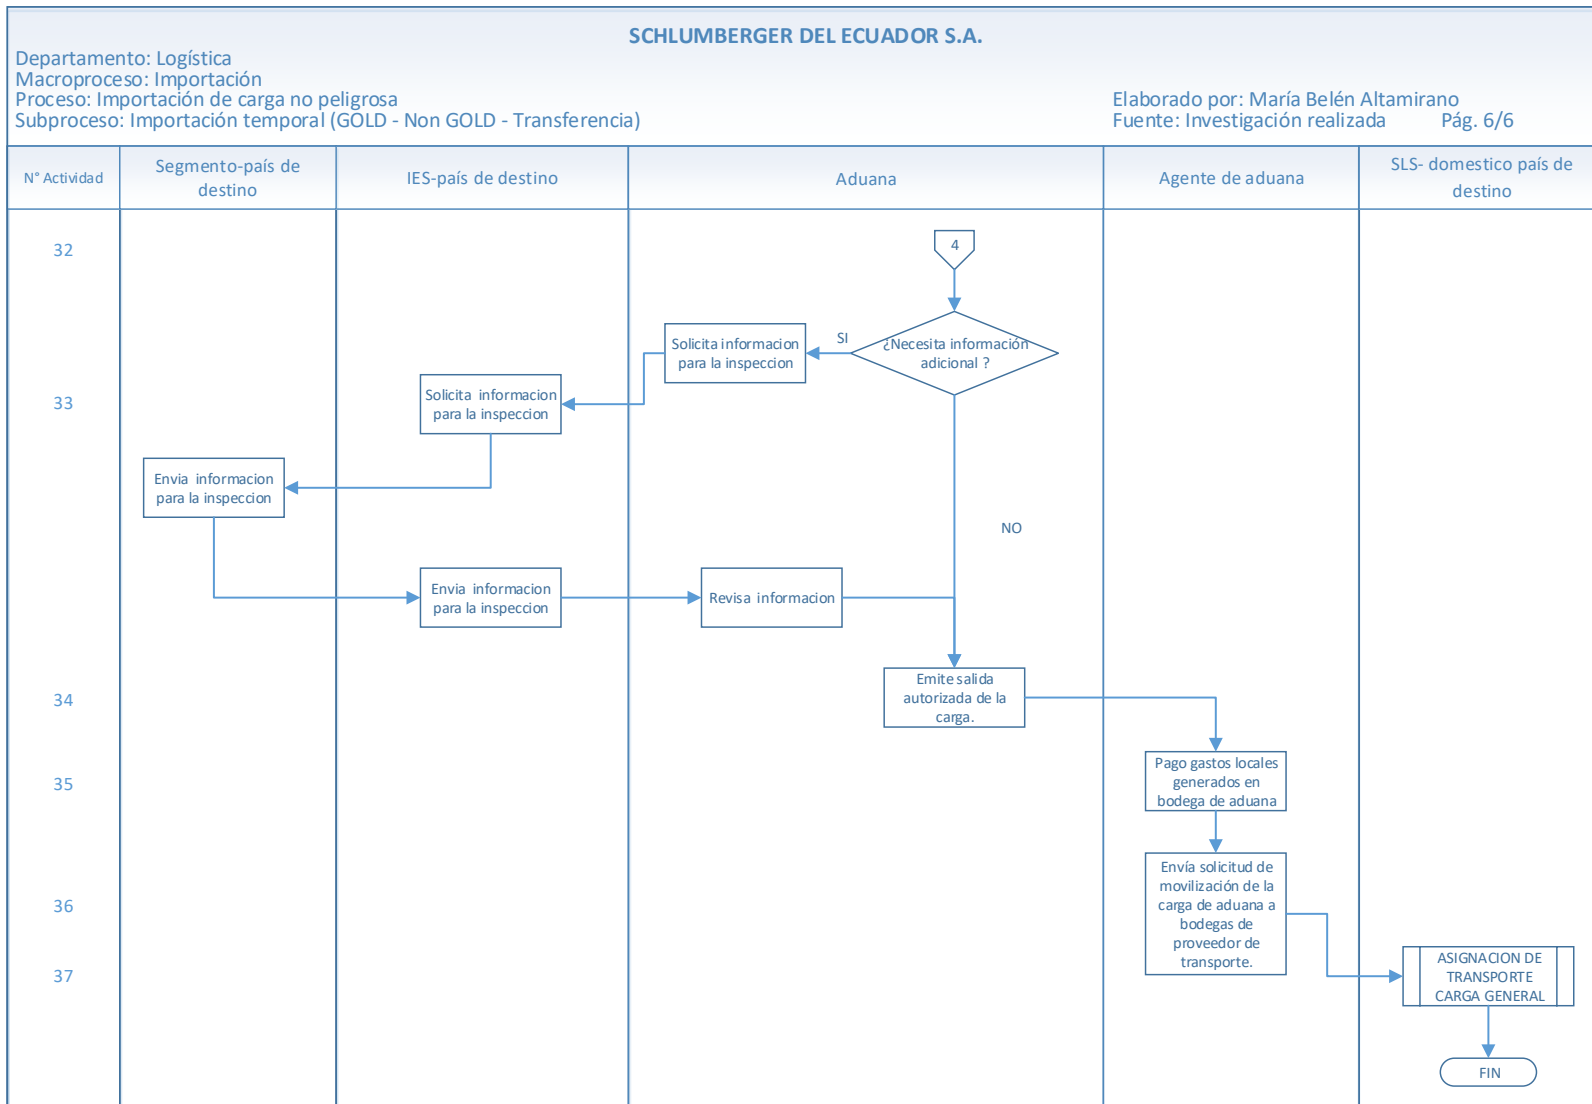 SCHLUMBERGER DEL ECUADOR S.A.
Departamento: Logística
Macroproceso: Importación
Proceso: Importación de carga no peligrosa
Subproceso: Importación temporal (GOLD - Non GOLD - Transferencia)
Elaborado por: María Belén Altamirano
Fuente: Investigación realizada Pág. 6/6
N° Actividad
Segmento-país de
destino
IES-país de destino
Aduana
Agente de aduana
SLS- domestico país de
destino
32
4
¿Necesita información
adicional ?
SI
Solicita informacion
para la inspeccion
33
Solicita informacion
para la inspeccion
Envia informacion
para la inspeccion
NO
Envia informacion
para la inspeccion
Revisa informacion
34
Emite salida
autorizada de la
carga.
35
Pago gastos locales
generados en
bodega de aduana
36
Envía solicitud de
movilización de la
carga de aduana a
bodegas de
proveedor de
transporte.
37
ASIGNACION DE
TRANSPORTE
CARGA GENERAL
FIN